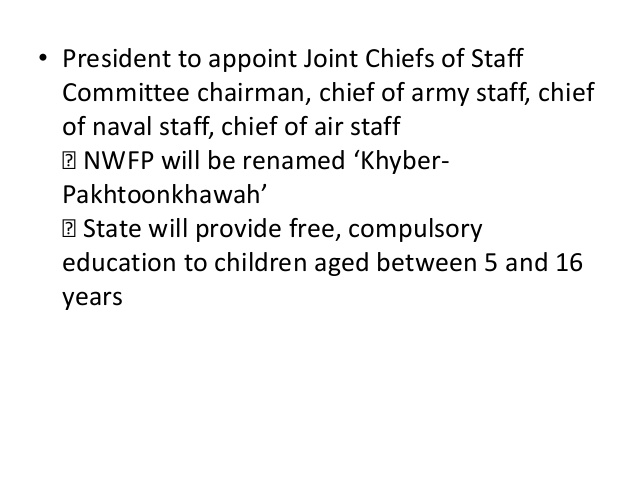 • President to appoint Joint Chiefs of Staff
Committee chairman, chief of army staff, chief
of naval staff, chief of air staff
⍰ NWFP will be renamed ‘Khyber-
Pakhtoonkhawah’
⍰ State will provide free, compulsory
education to children aged between 5 and 16
years